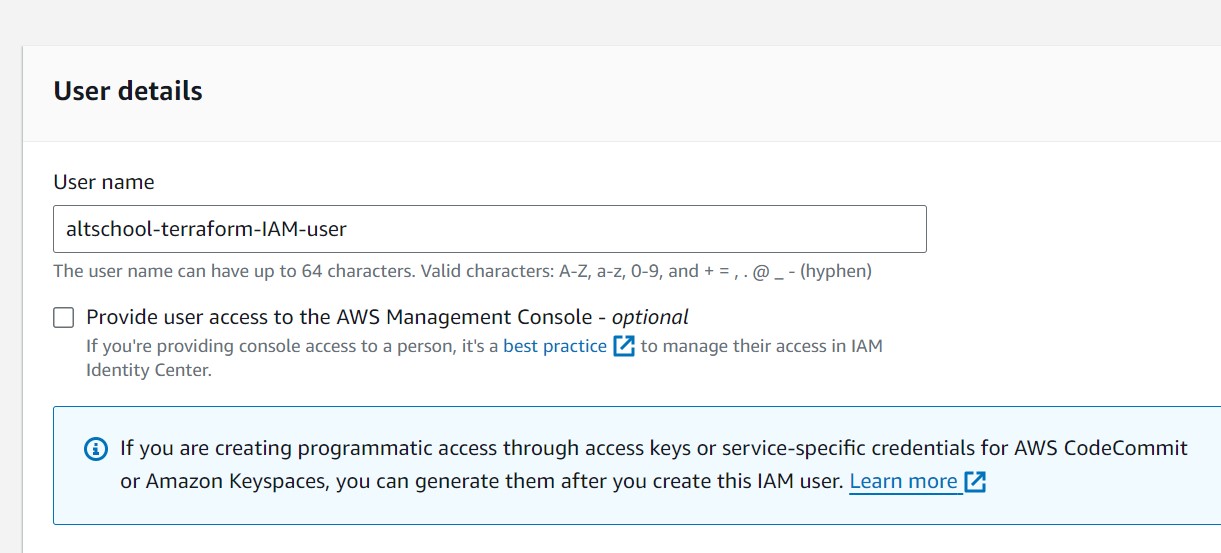 User details
User name
altschool-terraform-IAM-user
The user name can have up to 64 characters. Valid characters: A-Z, a-z, 0-9, and + = , . @ _ - (hyphen)
Provide user access to the AWS Management Console - optional
If you're providing console access to a person, it's a best practice to manage their access in IAM
Identity Center.
If you are creating programmatic access through access keys or service-specific credentials for AWS CodeCommit
or Amazon Keyspaces, you can generate them after you create this IAM user. Learn more